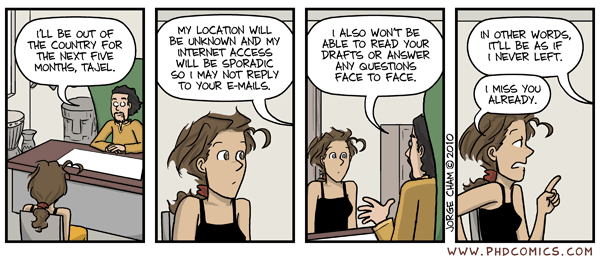 I'LL BE OUT OF
THE COUNTRY FOR
THE NEXT FIVE
MONTHS, TAJEL.
MY LOCATION WILL
BE UNKNOWN AND MY
INTERNET ACCESS
WILL BE SPORADIC
SO I MAY NOT REPLY
TO YOUR E-MAILS.
I ALSO WON'T BE
ABLE TO READ YOUR
DRAFTS OR ANSWER
ANY QUESTIONS
FACE TO FACE.
IN OTHER WORDS,
IT'LL BE AS IF
I NEVER LEFT.
I MISS YOU
ALREADY.
JORGE CHAM © 2010
WWW.PHDCOMICS.COM